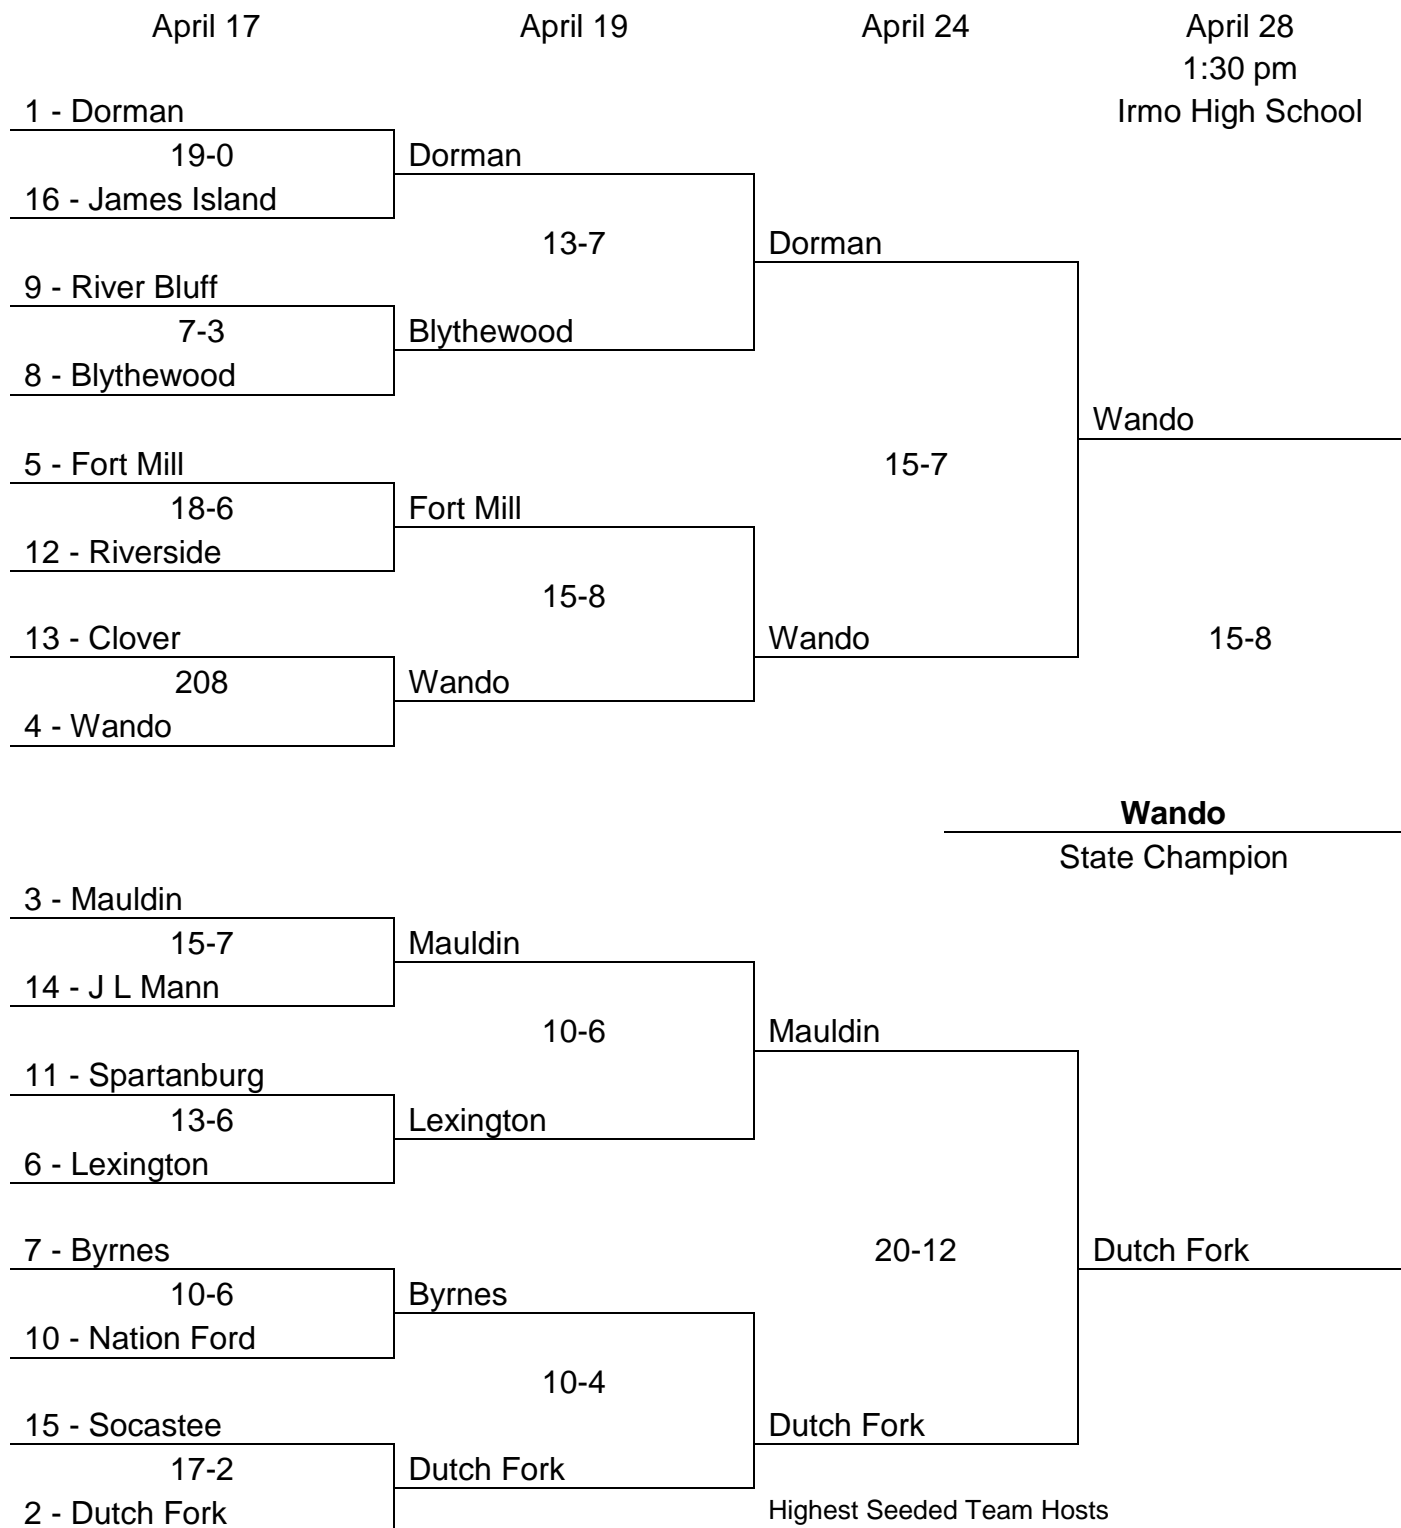 April 17 April 19 April 24 April 28
1:30 pm
1 - Dorman Irmo High School
19-0 Dorman
16 - James Island
13-7 Dorman
9 - River Bluff
7-3 Blythewood
8 - Blythewood
Wando
5 - Fort Mill 15-7
18-6 Fort Mill
12 - Riverside
15-8
13 - Clover Wando 15-8
208 Wando
4 - Wando
Wando
State Champion
3 - Mauldin
15-7 Mauldin
14 - J L Mann
10-6 Mauldin
11 - Spartanburg
13-6 Lexington
6 - Lexington
7 - Byrnes 20-12 Dutch Fork
10-6 Byrnes
10 - Nation Ford
10-4
15 - Socastee Dutch Fork
17-2 Dutch Fork
2 - Dutch Fork Highest Seeded Team Hosts